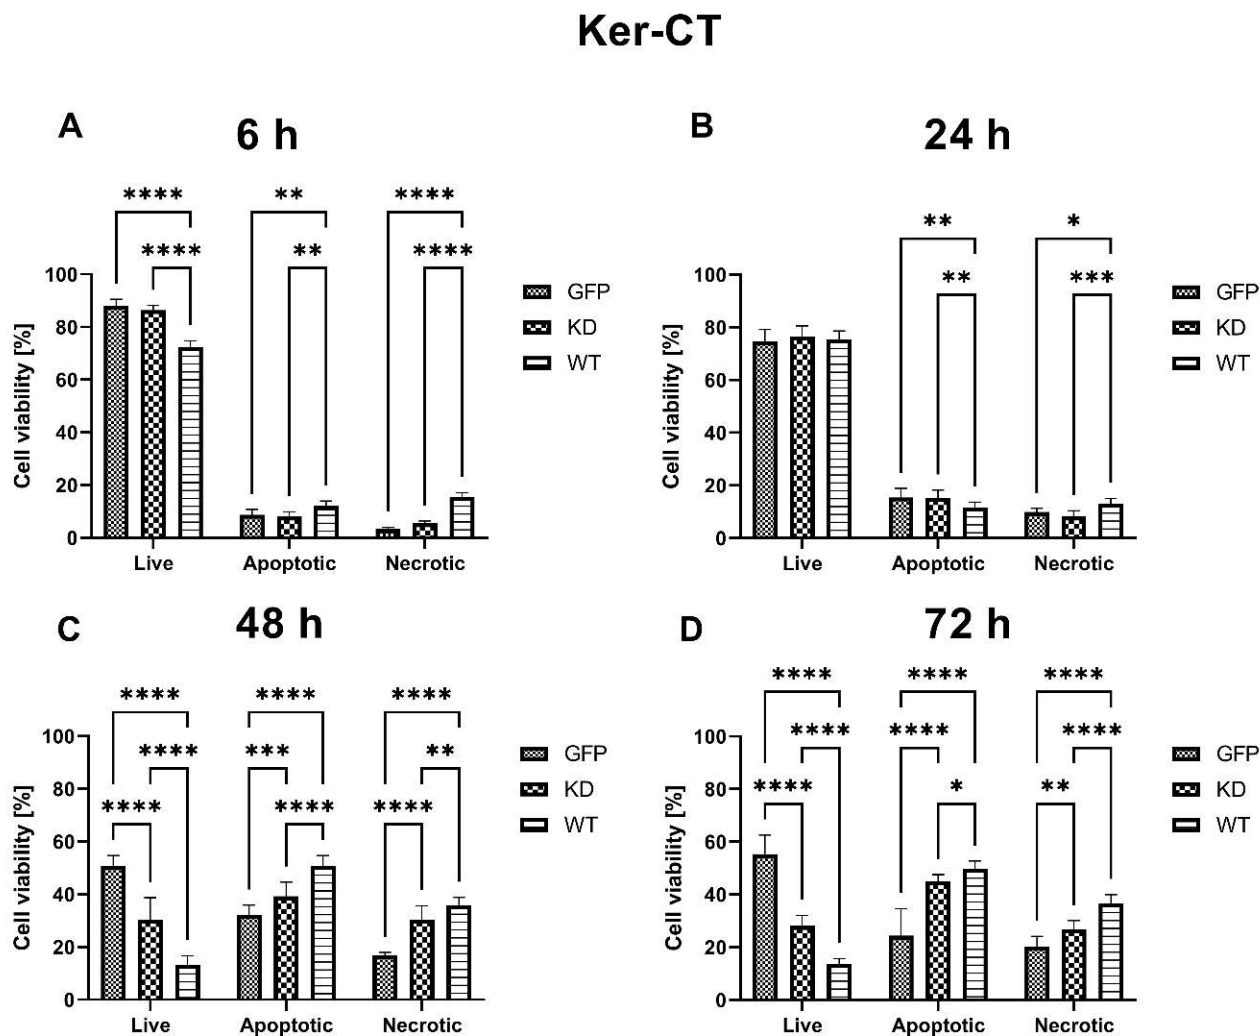 Ker-CT
A
6 h
**** ** ****
**** ** ****
Cell viability [%]
100
80
60
40
20
0
Live Apoptotic Necrotic
GFP
KD
WT
B
24 h
** *
** ***
Cell viability [%]
100
80
60
40
20
0
Live Apoptotic Necrotic
GFP
KD
WT
C
48 h
**** **** ****
**** *** **
**** **** ****
Cell viability [%]
100
80
60
40
20
0
Live Apoptotic Necrotic
GFP
KD
WT
D
72 h
**** **** ****
**** **** ****
**** * **
Cell viability [%]
100
80
60
40
20
0
Live Apoptotic Necrotic
GFP
KD
WT